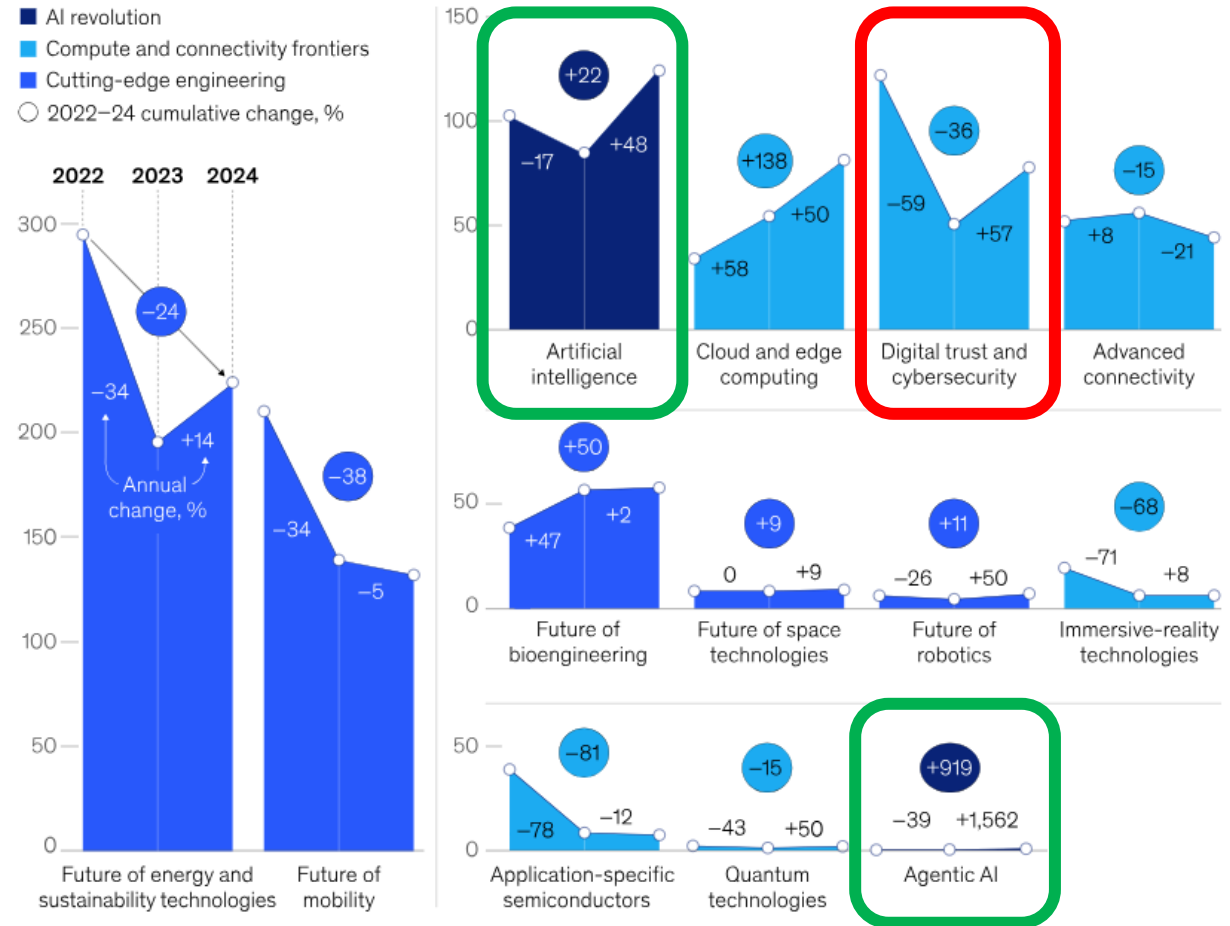 AI revolution
Compute and connectivity frontiers
Cutting-edge engineering
2022–24 cumulative change, %
2022 2023 2024
300
250
200
150
100
50
0
–24
–34
+14
Annual
change, %
Future of energy and
sustainability technologies
–38
–34
–5
Future of
mobility
150
100
50
0
+22
–17
+48
Artificial
intelligence
+138
+58
+50
Cloud and edge
computing
–36
–59
+57
Digital trust and
cybersecurity
–15
+8
–21
Advanced
connectivity
50
0
+50
+47
+2
Future of
bioengineering
+9
0
+9
Future of space
technologies
+11
–26
+50
Future of
robotics
–68
–71
+8
Immersive-reality
technologies
50
0
–81
–78
–12
Application-specific
semiconductors
–15
–43
+50
Quantum
technologies
+919
–39
+1,562
Agentic AI